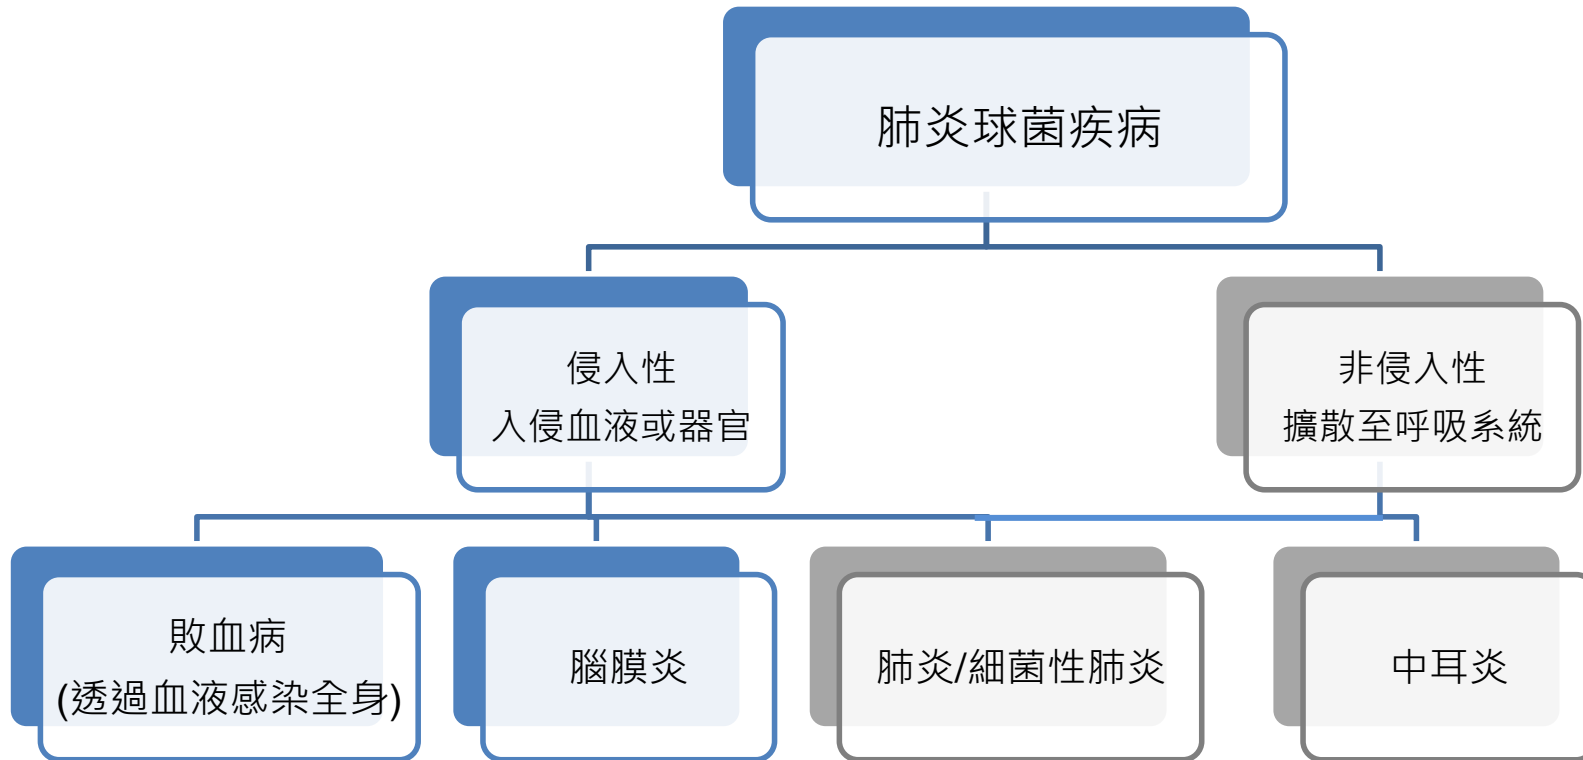 肺炎球菌疾病
侵入性
入侵血液或器官
非侵入性
擴散至呼吸系統
敗血病
(透過血液感染全身)
腦膜炎
肺炎/細菌性肺炎
中耳炎